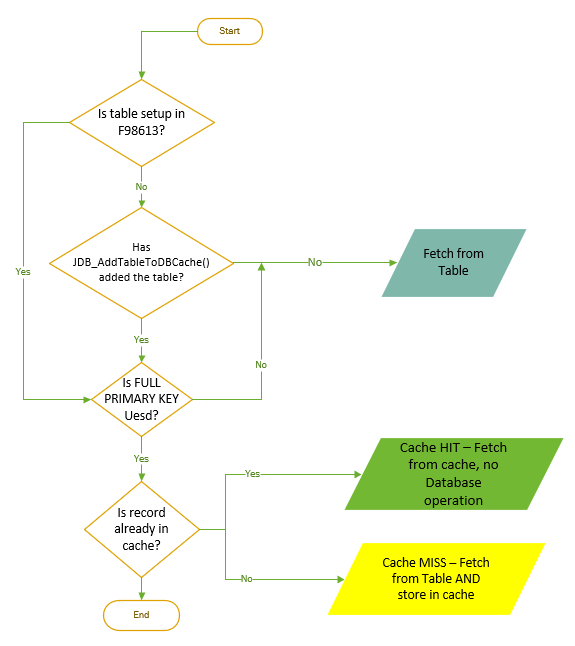 Start
Is table setup in
F98613?
No
Has
JDB_AddTableToDBCache()
added the table?
No
Fetch from
Table
Yes
Yes
No
Is FULL
PRIMARY KEY
Uesd?
Yes
Cache HIT – Fetch
from cache, no
Database
operation
Yes
Is record
already in
cache?
No
Cache MISS – Fetch
from Table AND
store in cache
End